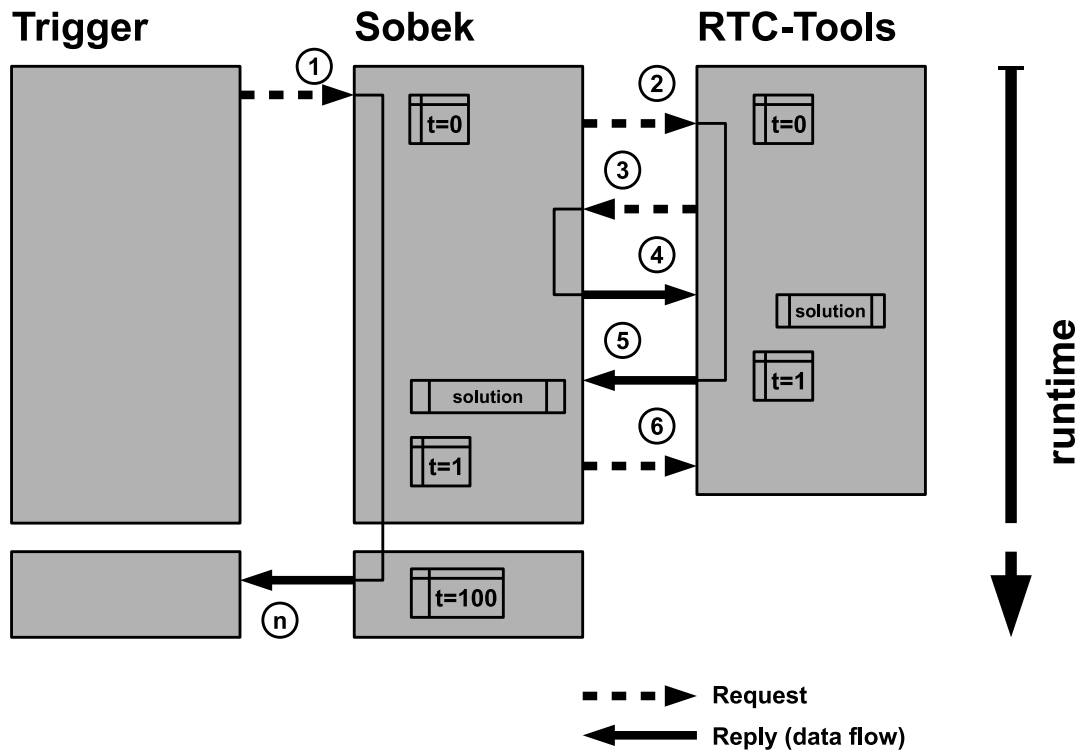 Trigger
Sobek
RTC-Tools
1
2
t=0
t=0
3
4
solution
5
t=1
solution
6
t=1
runtime
t=100
n
Request
Reply (data flow)